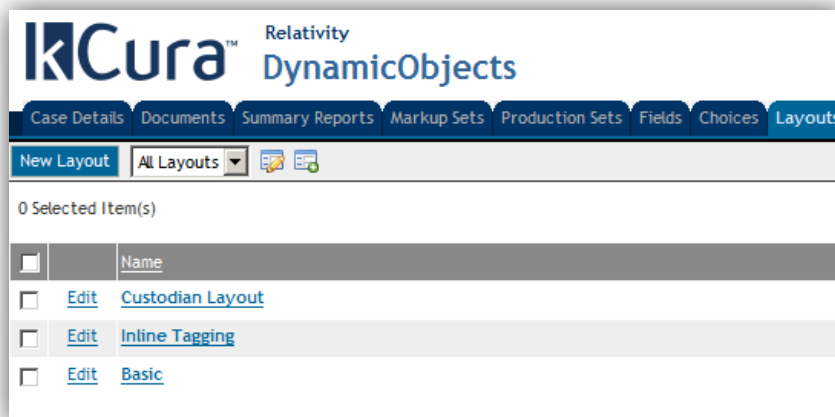 kCura™ Relativity
DynamicObjects
Case Details Documents Summary Reports Markup Sets Production Sets Fields Choices Layouts
New Layout All Layouts
0 Selected Item(s)
Name
Edit Custodian Layout
Edit Inline Tagging
Edit Basic